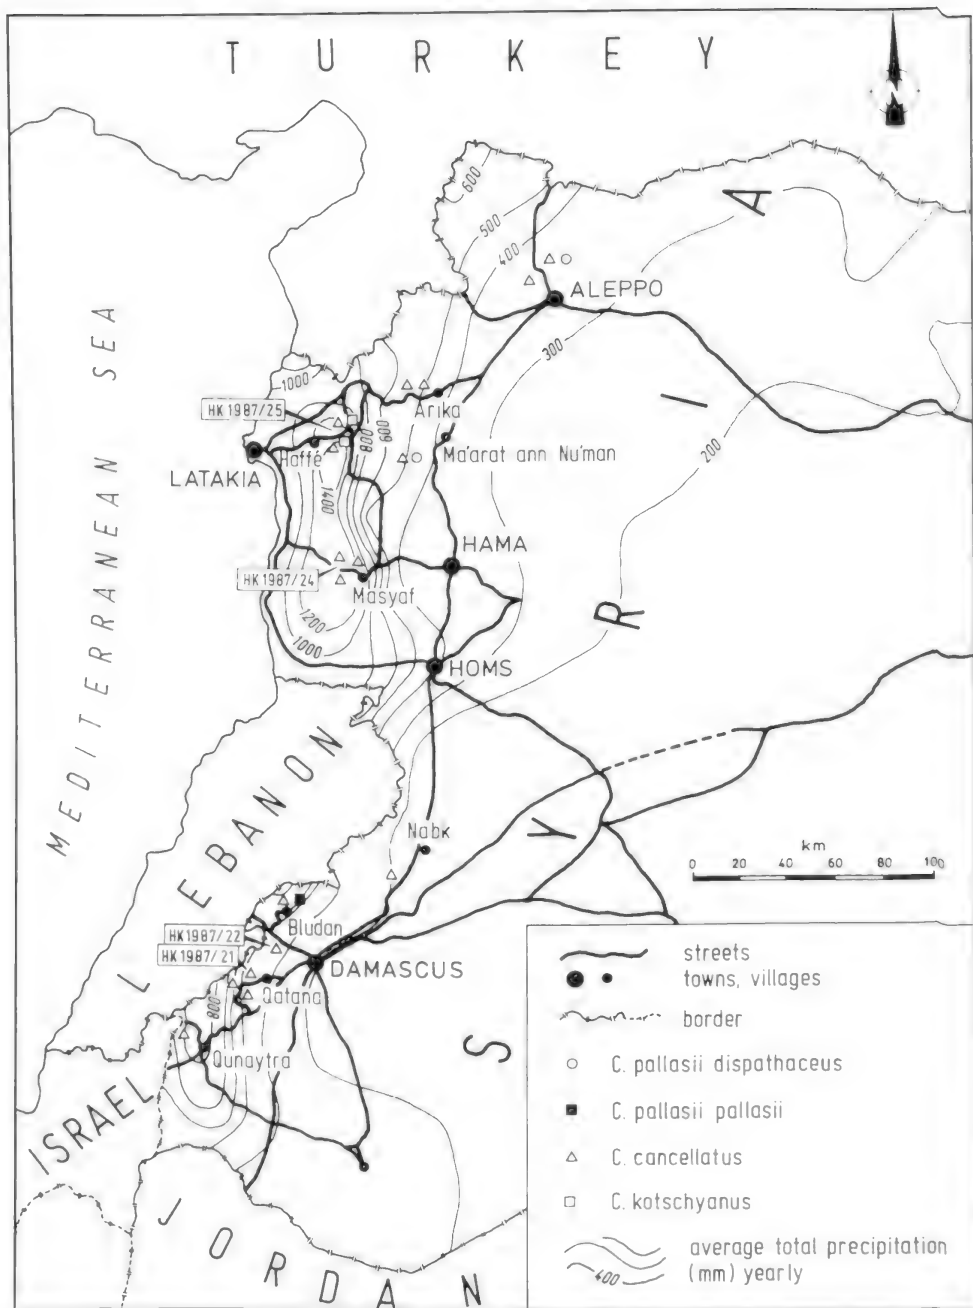 TURKEY
N
600
500
400
ALEPPO
MEDITERRANEAN SEA
SYRIA
300
1000
HK 1987/25
Arika
800
600
200
Haffé
Ma'arat ann Nu'man
LATAKIA
1400
HAMA
HK 1987/24
Masyaf
1200
1000
HOMS
LEBANON
Nabk
km
0 20 40 60 80 100
HK 1987/22
Bludan
HK 1987/21
DAMASCUS
Qatana
800
Qunaytra
ISRAEL
JORDAN
streets
towns, villages
border
C. pallasii dispathaceus
C. pallasii pallasii
C. cancellatus
C. kotschyanus
average total precipitation
(mm) yearly
400